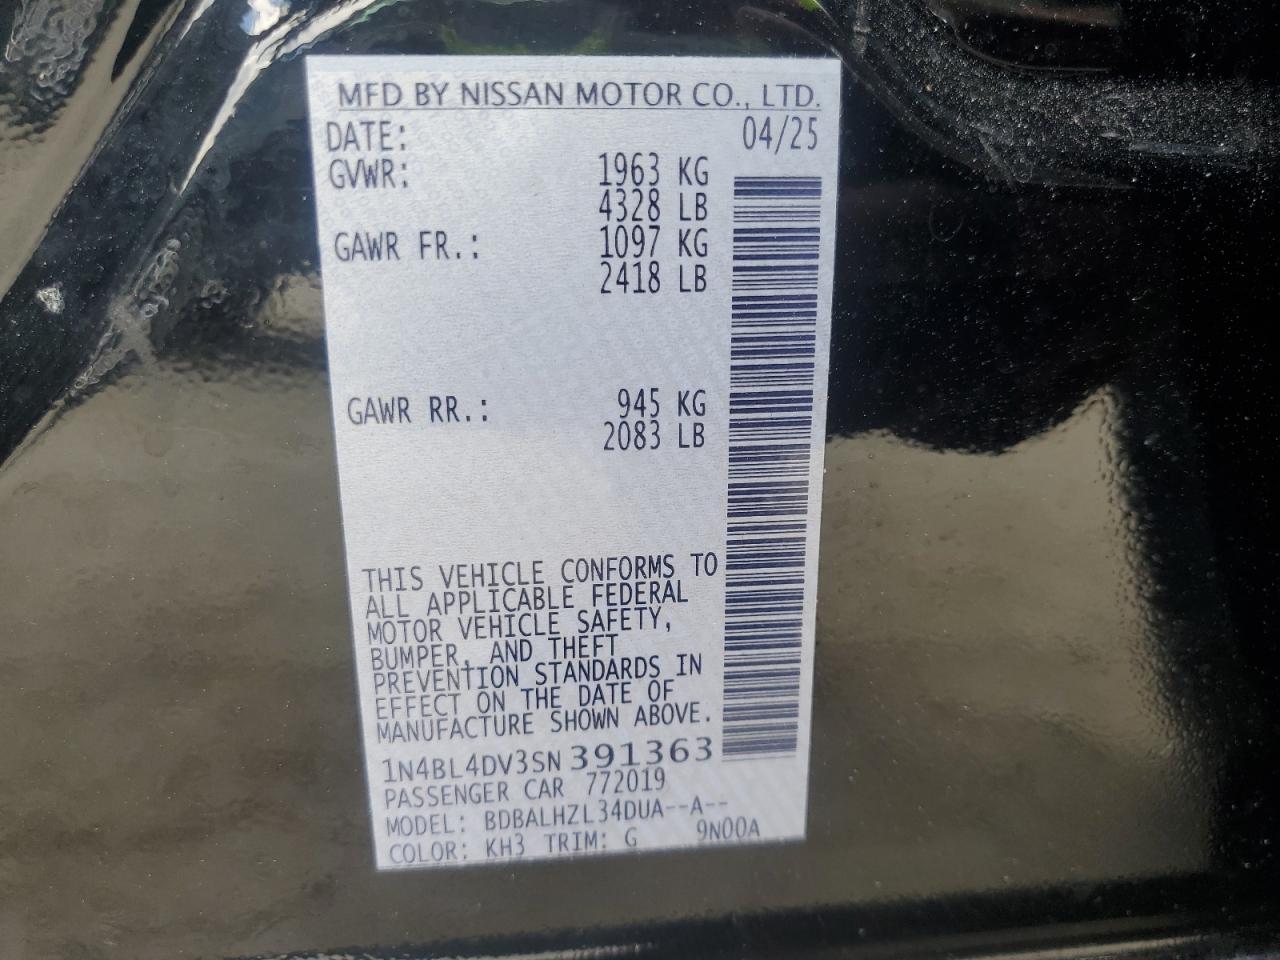 MFD BY NISSAN MOTOR CO., LTD.
DATE: 04/25
GVWR: 1963 KG
4328 LB
GAWR FR.: 1097 KG
2418 LB
GAWR RR.: 945 KG
2083 LB
THIS VEHICLE CONFORMS TO
ALL APPLICABLE FEDERAL
MOTOR VEHICLE SAFETY,
BUMPER, AND THEFT
PREVENTION STANDARDS IN
EFFECT ON THE DATE OF
MANUFACTURE SHOWN ABOVE.
1N4BL4DV3SN391363
PASSENGER CAR 772019
MODEL: BDBALHZL34DUA--A--
COLOR: KH3 TRIM: G 9N00A